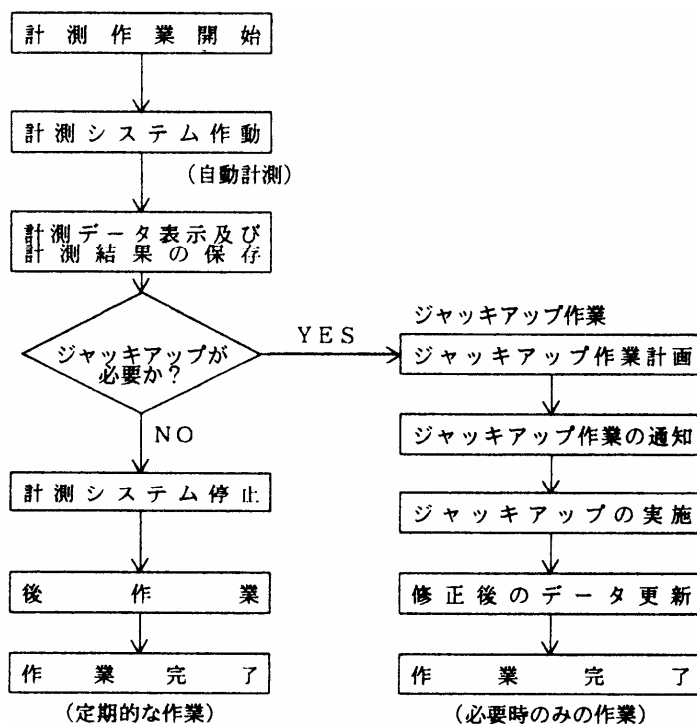 計測作業開始
計測システム作動
(自動計測)
計測データ表示及び
計測結果の保存
ジャッキアップが
必要か?
YES
NO
計測システム停止
後作業
作業完了
(定期的な作業)
ジャッキアップ作業
ジャッキアップ作業計画
ジャッキアップ作業の通知
ジャッキアップの実施
修正後のデータ更新
作業完了
(必要時のみの作業)